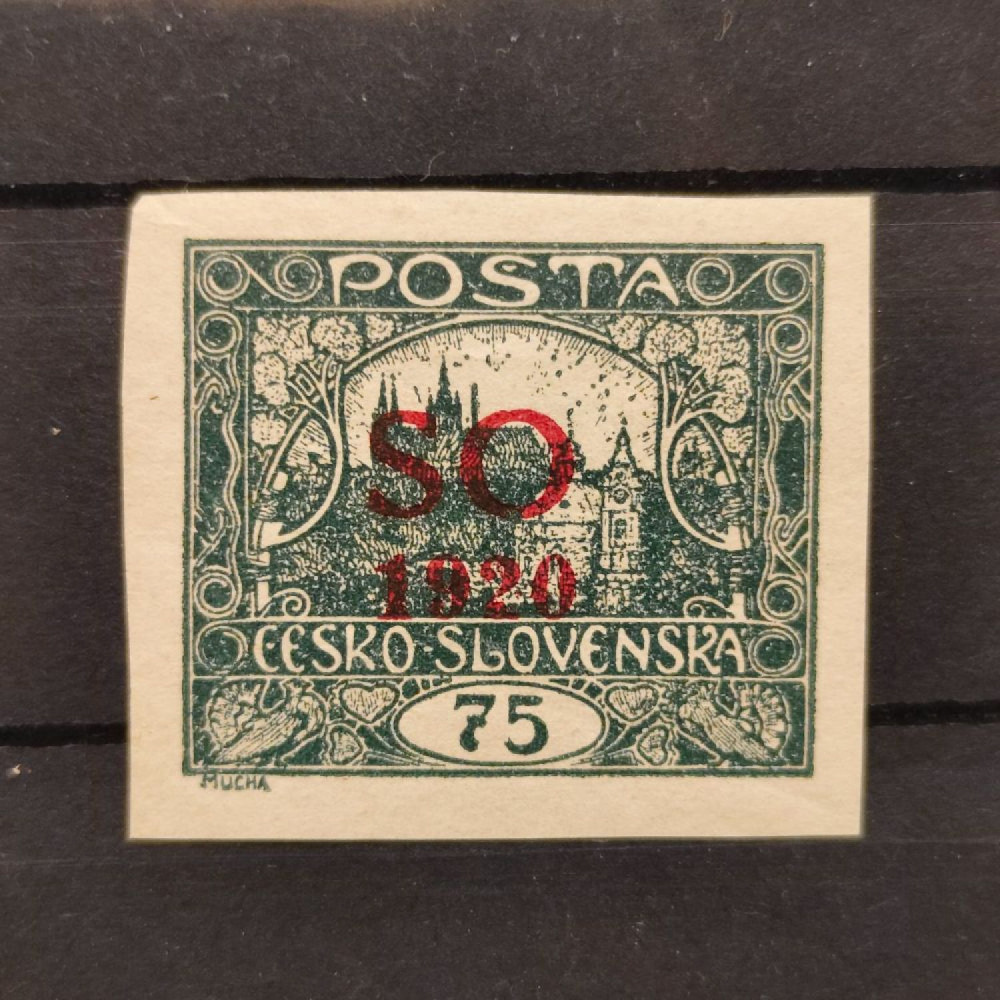 POSTA
SO
1920
ČESKO-SLOVENSKÁ
75
MUCHA